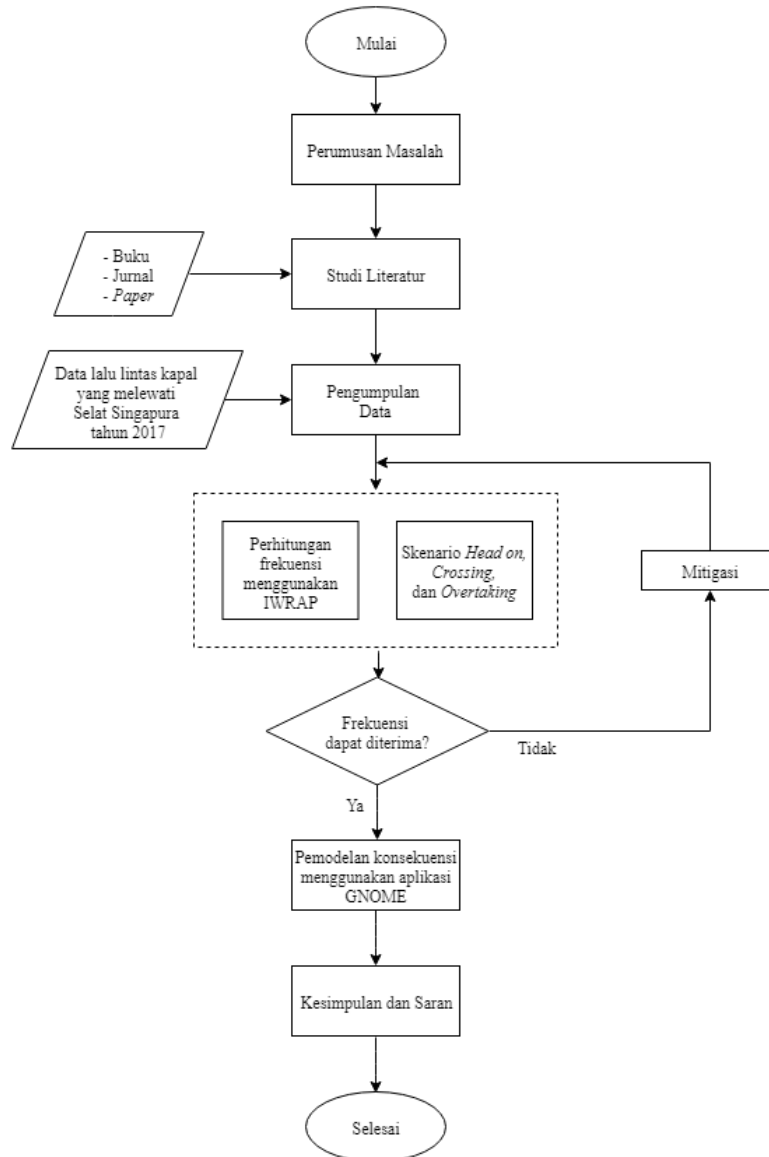 Mulai
Perumusan Masalah
- Buku
- Jurnal
- Paper
Studi Literatur
Data lalu lintas kapal
yang melewati
Selat Singapura
tahun 2017
Pengumpulan
Data
Perhitungan
frekuensi
menggunakan
IWRAP
Skenario Head on,
Crossing,
dan Overtaking
Mitigasi
Frekuensi
dapat diterima?
Tidak
Ya
Pemodelan konsekuensi
menggunakan aplikasi
GNOME
Kesimpulan dan Saran
Selesai